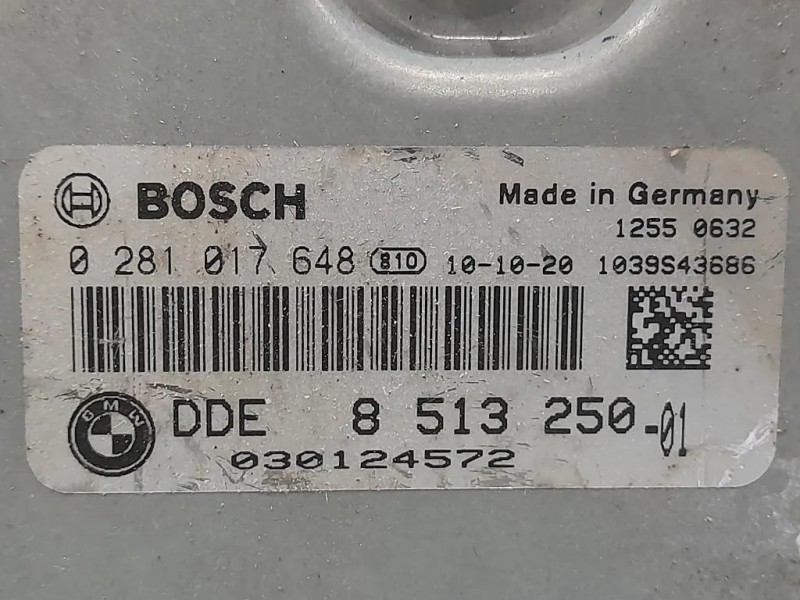 BOSCH Made in Germany
1255 0632
0 281 017 648 810 10-10-20 1039S43686
BMW DDE 8 513 250-01
030124572